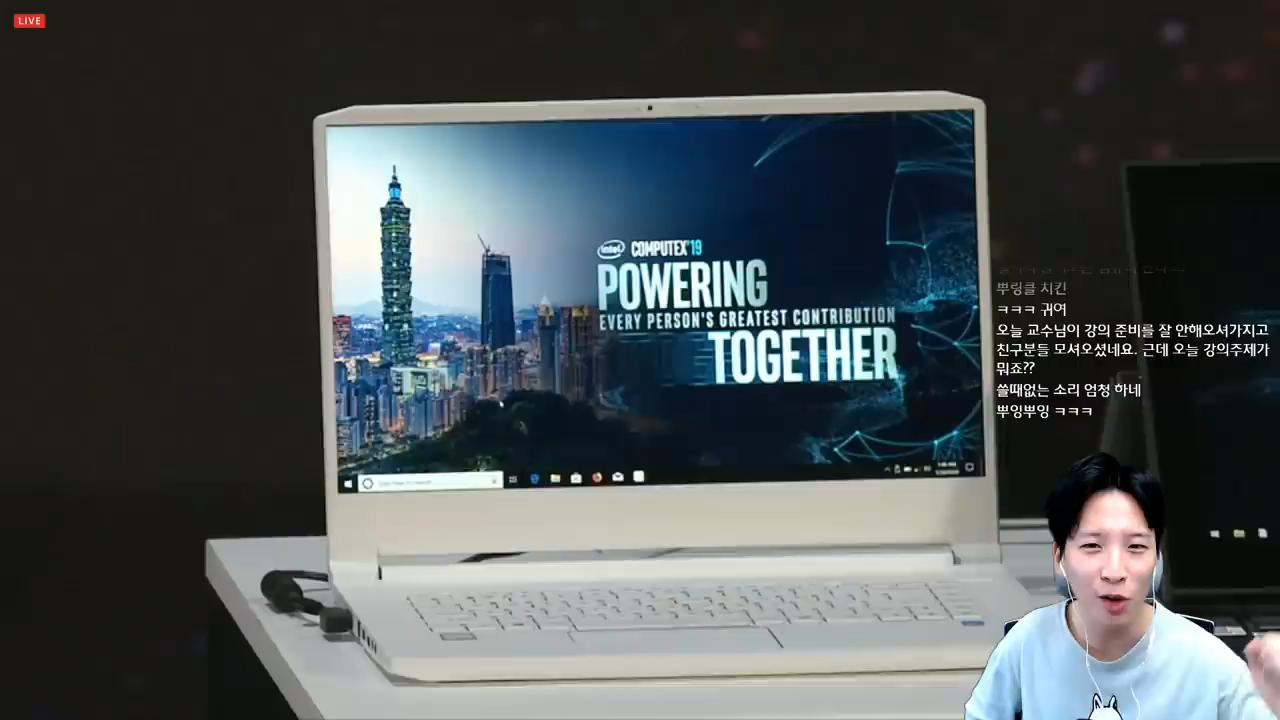 LIVE
intel COMPUTEX'19
POWERING
EVERY PERSON'S GREATEST CONTRIBUTION
TOGETHER
뿌링클 치킨
ㅋㅋㅋ 귀여
오늘 교수님이 강의 준비를 잘 안해오셔가지고
친구분들 모셔오셨네요. 근데 오늘 강의주제가
뭐죠??
쓸때없는 소리 엄청 하네
뿌잉뿌잉 ㅋㅋㅋ